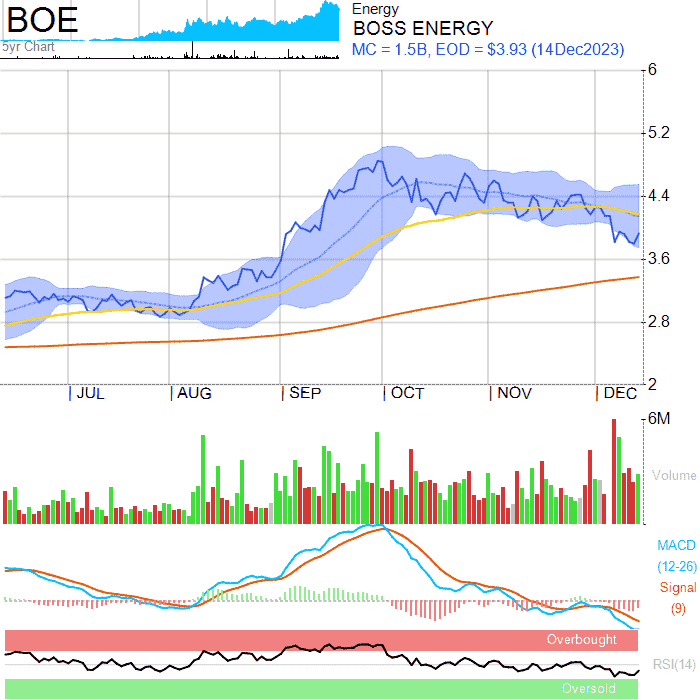 BOE
5yr Chart
Energy
BOSS ENERGY
MC = 1.5B, EOD = $3.93 (14Dec2023)
6
5.2
4.4
3.6
2.8
2
JUL AUG SEP OCT NOV DEC
6M
Volume
MACD
(12-26)
Signal
(9)
Overbought
RSI(14)
Oversold